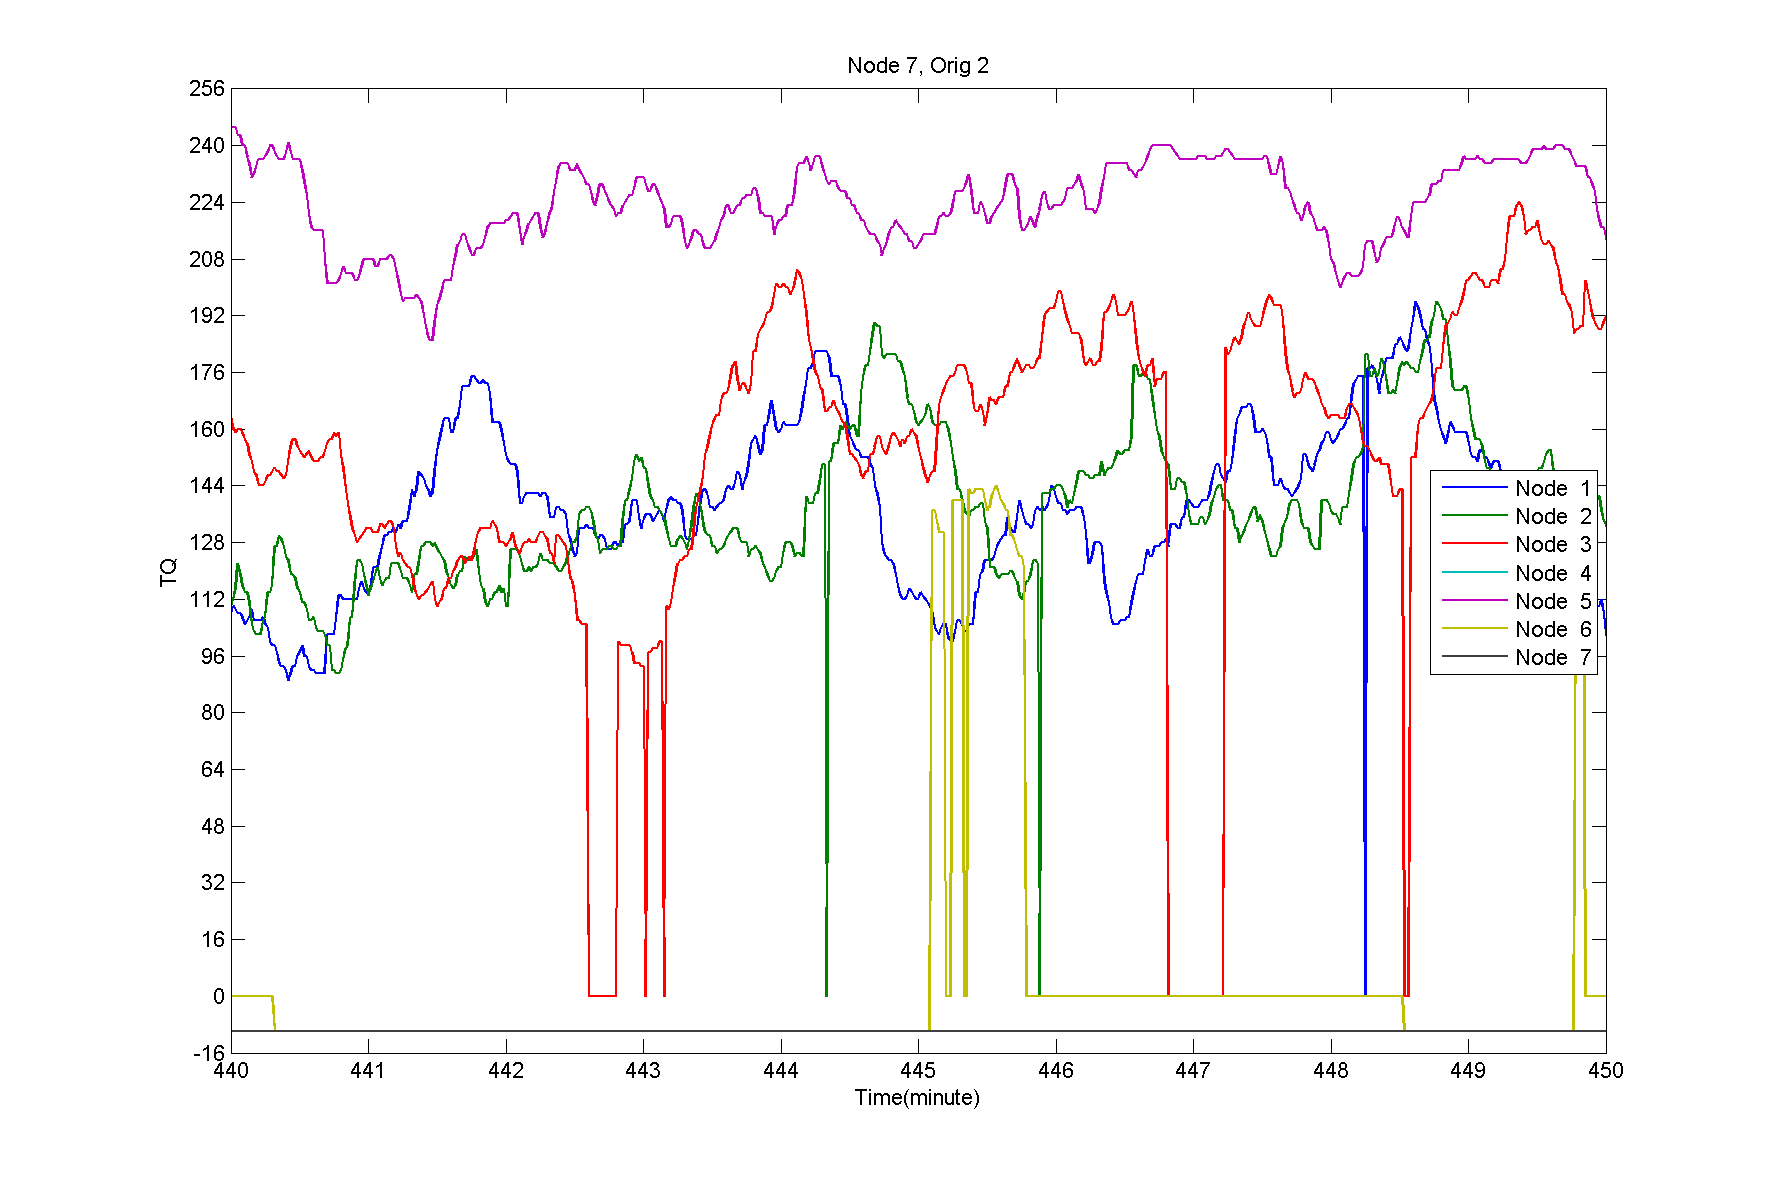 Node 7, Orig 2
256
240
224
208
192
176
160
144
128
112
96
80
64
48
32
16
0
-16
TQ
Node 1
Node 2
Node 3
Node 4
Node 5
Node 6
Node 7
440 441 442 443 444 445 446 447 448 449 450
Time(minute)